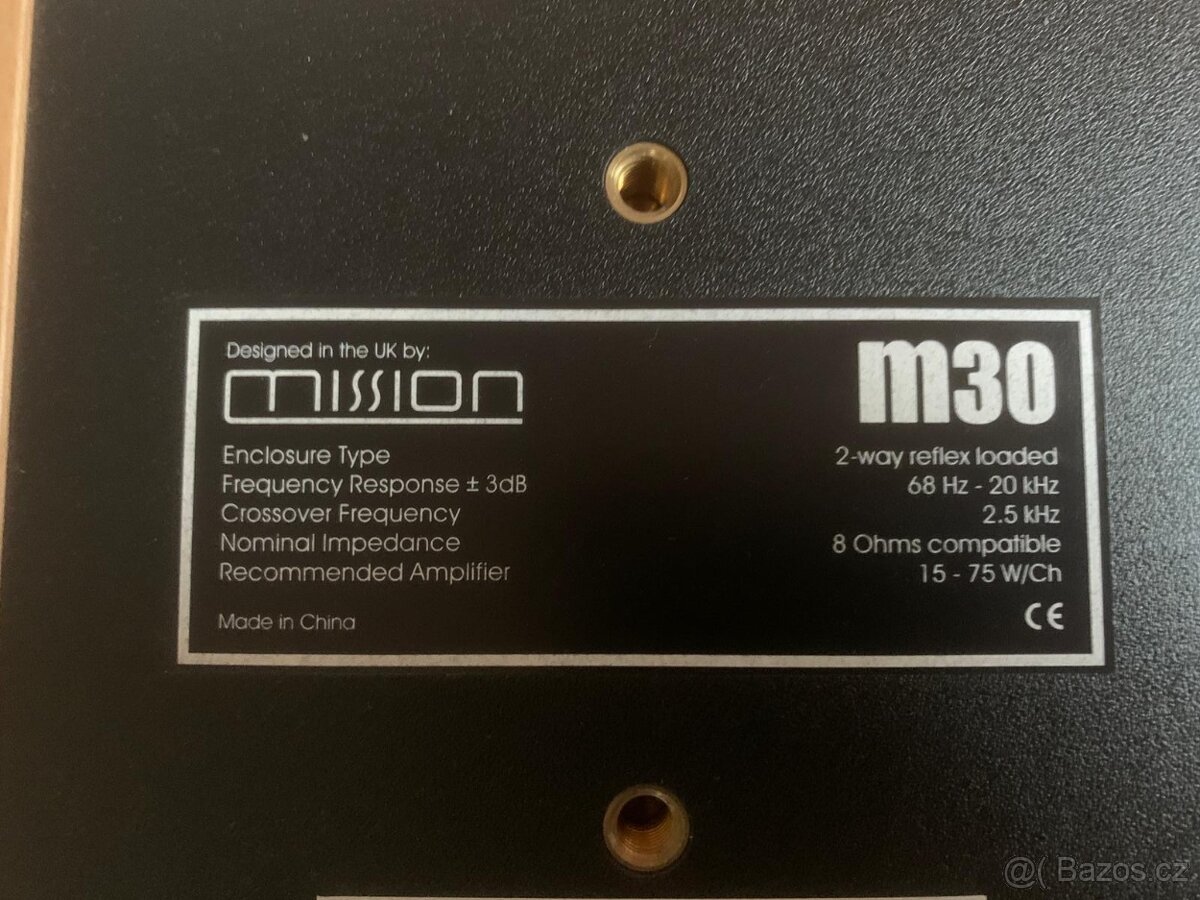 Designed in the UK by:
mission
m30
Enclosure Type 2-way reflex loaded
Frequency Response ± 3dB 68 Hz - 20 kHz
Crossover Frequency 2.5 kHz
Nominal Impedance 8 Ohms compatible
Recommended Amplifier 15 - 75 W/Ch
Made in China CE
@( Bazos.cz